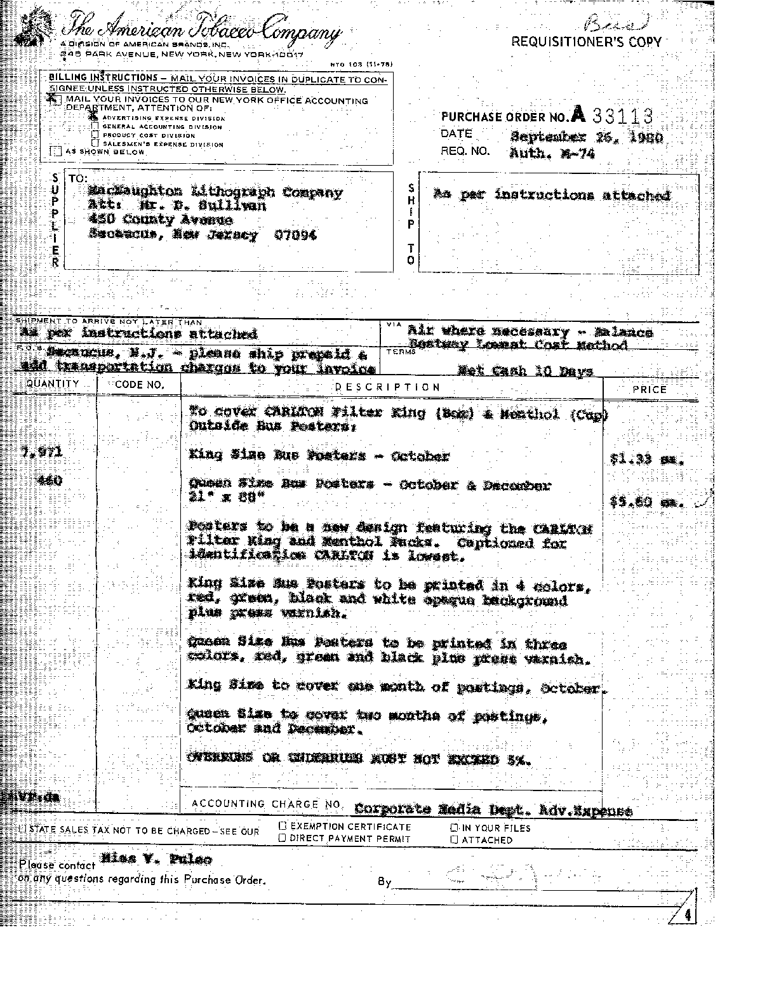 The American Tobacco Company
A DIVISION OF AMERICAN BRANDS, INC.
245 PARK AVENUE, NEW YORK, NEW YORK 10017
REQUISITIONER'S COPY
NYO 103 (11-78)
BILLING INSTRUCTIONS – MAIL YOUR INVOICES IN DUPLICATE TO CON-
SIGNEE UNLESS INSTRUCTED OTHERWISE BELOW.
X MAIL YOUR INVOICES TO OUR NEW YORK OFFICE ACCOUNTING
DEPARTMENT, ATTENTION OF:
X ADVERTISING EXPENSE DIVISION
GENERAL ACCOUNTING DIVISION
PRODUCT COST DIVISION
SALESMEN'S EXPENSE DIVISION
AS SHOWN BELOW
PURCHASE ORDER NO. A 33113
DATE September 26, 1980
REQ. NO. Auth. M-74
SUPPLIER
TO:
MacNaughton Lithograph Company
Att: Mr. D. Sullivan
450 County Avenue
Secaucus, New Jersey 07094
SHIP TO
As per instructions attached
SHIPMENT TO ARRIVE NOT LATER THAN
As per instructions attached
VIA Air where necessary - Balance
Bestway Lowest Cost Method
F.O.B. Secaucus, N.J. - please ship prepaid &
add transportation charges to your invoice
TERMS
Net Cash 10 Days
QUANTITY CODE NO. DESCRIPTION PRICE
To cover CARLTON Filter King (Box) & Menthol (Cup)
Outside Bus Posters:
7,971 King Size Bus Posters - October $1.33 ea.
460 Queen Size Bus Posters - October & December
21" x 88" $5.60 ea.
Posters to be a new design featuring the CARLTON
Filter King and Menthol Packs. Captioned for
identification CARLTON is lowest.
King Size Bus Posters to be printed in 4 colors,
red, green, black and white opaque background
plus press varnish.
Queen Size Bus Posters to be printed in three
colors, red, green and black plus press varnish.
King Size to cover one month of postings, October.
Queen Size to cover two months of postings,
October and December.
OVERRUNS OR UNDERRUNS MUST NOT EXCEED 5%.
ACCOUNTING CHARGE NO. Corporate Media Dept. Adv.Expense
STATE SALES TAX NOT TO BE CHARGED – SEE OUR
EXEMPTION CERTIFICATE
IN YOUR FILES
DIRECT PAYMENT PERMIT
ATTACHED
Please contact Miss V. Puleo
on any questions regarding this Purchase Order.
By
4